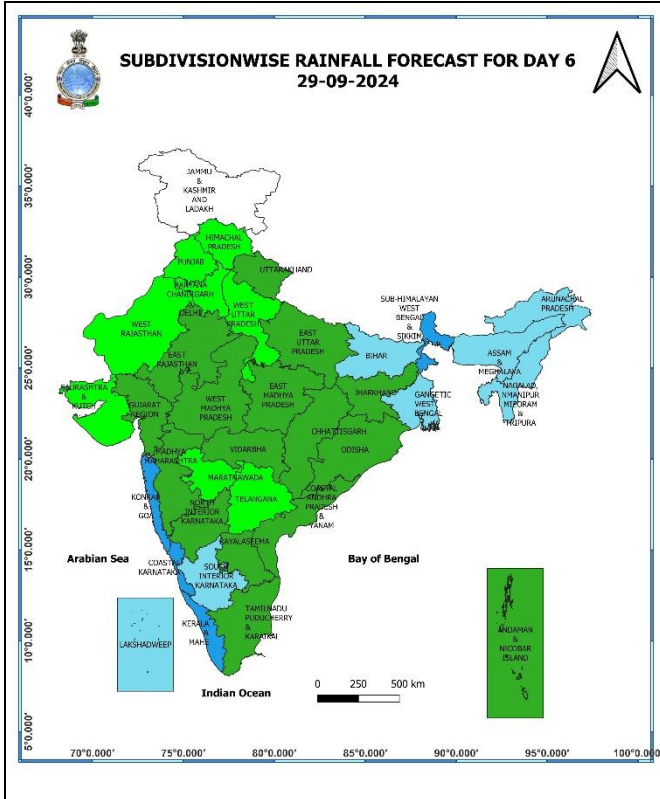 SUBDIVISIONWISE RAINFALL FORECAST FOR DAY 6
29-09-2024
40°0.000'
35°0.000'
30°0.000'
25°0.000'
20°0.000'
15°0.000'
10°0.000'
5°0.000'
JAMMU
&
KASHMIR
AND
LADAKH
HIMACHAL
PRADESH
PUNJAB
UTTARAKHAND
CHANDIGARH
DELHI
WEST
UTTAR
PRADESH
WEST
RAJASTHAN
EAST
RAJASTHAN
EAST
UTTAR
PRADESH
SUB-HIMALAYAN
WEST
BENGAL
&
SIKKIM
ARUNACHAL
PRADESH
BIHAR
ASSAM
&
MEGHALAYA
&
TRIPURA
SAURASHTRA
&
KUTCH
GUJARAT
REGION
WEST
MADHYA
PRADESH
EAST
MADHYA
PRADESH
JHARKHAND
GANGETIC
WEST
BENGAL
CHHATTISGARH
ODISHA
VIDARBHA
MADHYA
MAHARASHTRA
MARATHWADA
TELANGANA
KONKAN
&
GOA
NORTH
INTERIOR
KARNATAKA
COASTAL
ANDHRA
PRADESH
&
YANAM
RAYALASEEMA
Arabian Sea
Bay of Bengal
COASTAL
KARNATAKA
SOUTH
INTERIOR
KARNATAKA
LAKSHADWEEP
KERALA
&
MAHE
TAMILNADU
PUDUCHERRY
&
KARAIKAL
ANDAMAN
&
NICOBAR
ISLAND
Indian Ocean
0 250 500 km
70°0.000' 75°0.000' 80°0.000' 85°0.000' 90°0.000' 95°0.000' 100°0.000'